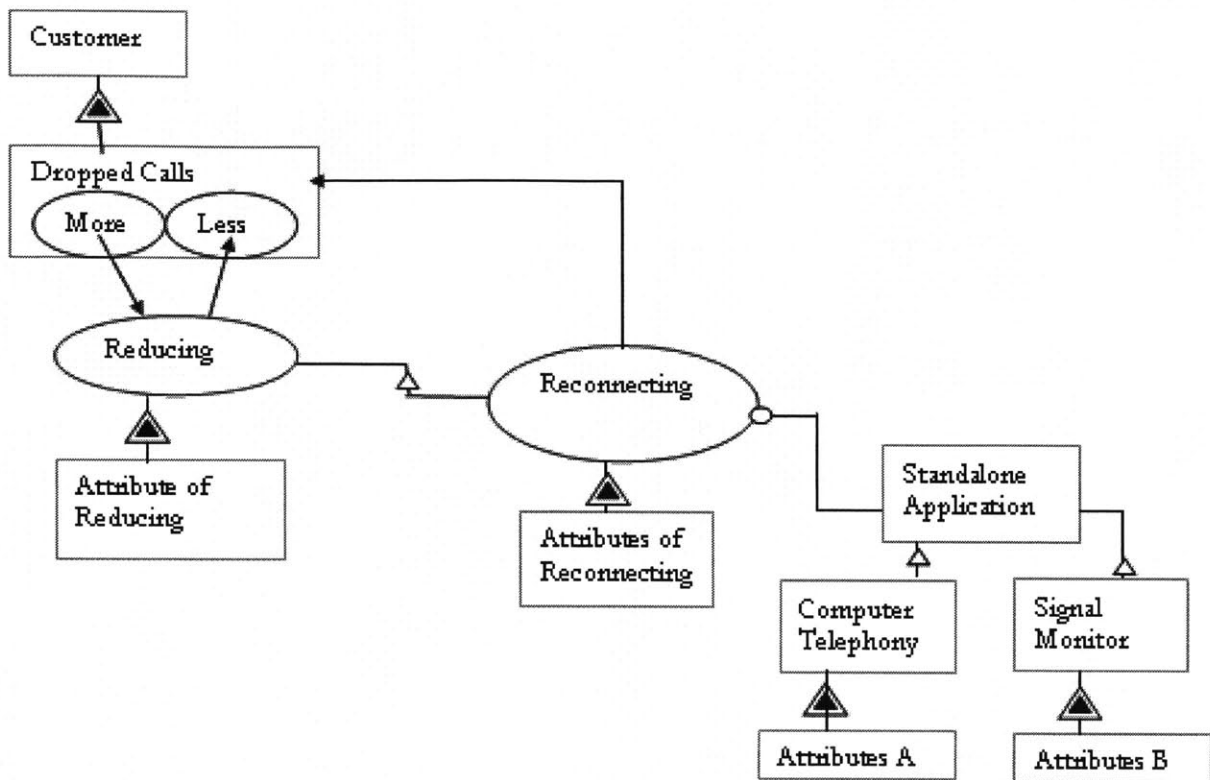 Customer
Dropped Calls
More
Less
Reducing
Reconnecting
Attribute of
Reducing
Attributes of
Reconnecting
Standalone
Application
Computer
Telephony
Signal
Monitor
Attributes A
Attributes B